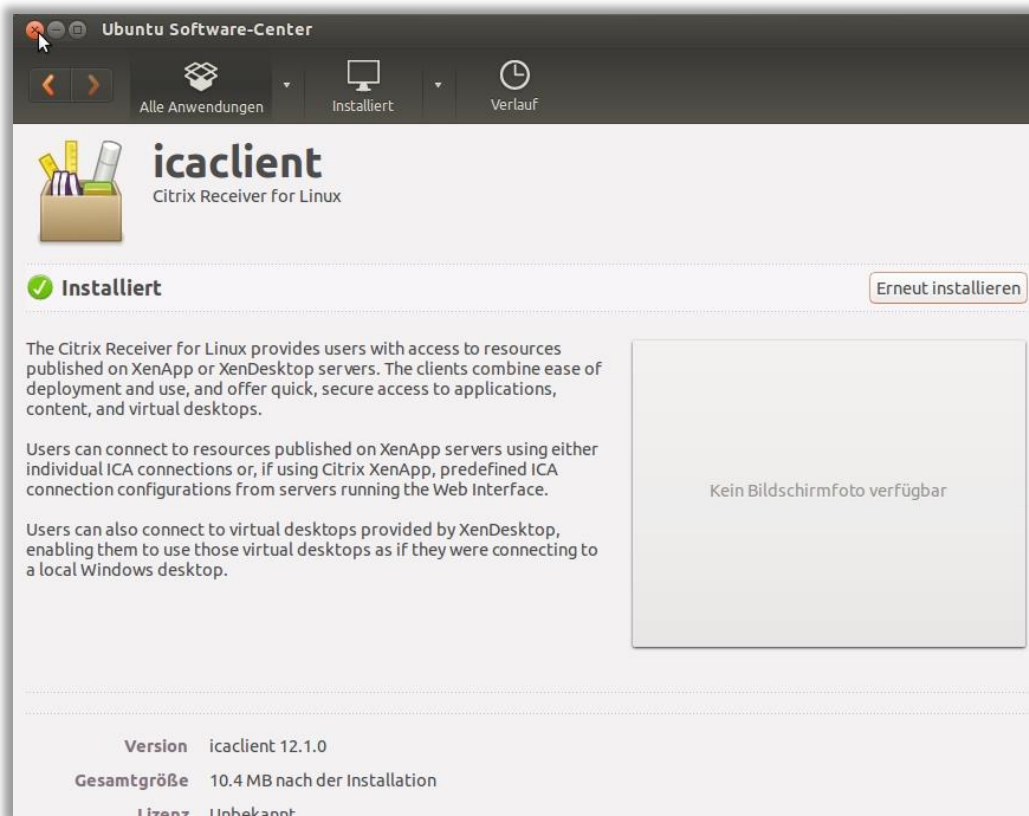 Ubuntu Software-Center
Alle Anwendungen
Installiert
Verlauf
icaclient
Citrix Receiver for Linux
Installiert
Erneut installieren
The Citrix Receiver for Linux provides users with access to resources
published on XenApp or XenDesktop servers. The clients combine ease of
deployment and use, and offer quick, secure access to applications,
content, and virtual desktops.
Users can connect to resources published on XenApp servers using either
individual ICA connections or, if using Citrix XenApp, predefined ICA
connection configurations from servers running the Web Interface.
Users can also connect to virtual desktops provided by XenDesktop,
enabling them to use those virtual desktops as if they were connecting to
a local Windows desktop.
Kein Bildschirmfoto verfügbar
Version icaclient 12.1.0
Gesamtgröße 10.4 MB nach der Installation
Lizenz Unbekannt